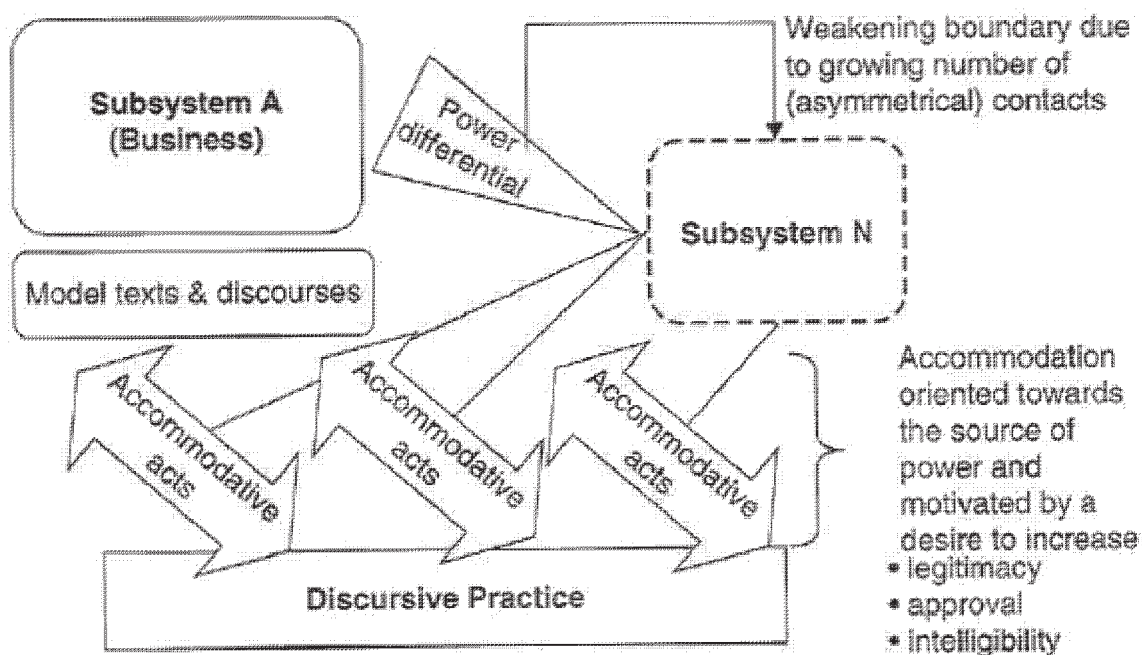 Subsystem A
(Business)
Power
differential
Weakening boundary due
to growing number of
(asymmetrical) contacts
Subsystem N
Model texts & discourses
Accommodative
acts
Accommodative
acts
Accommodative
acts
Accommodation
oriented towards
the source of
power and
motivated by a
desire to increase
• legitimacy
• approval
• intelligibility
Discursive Practice